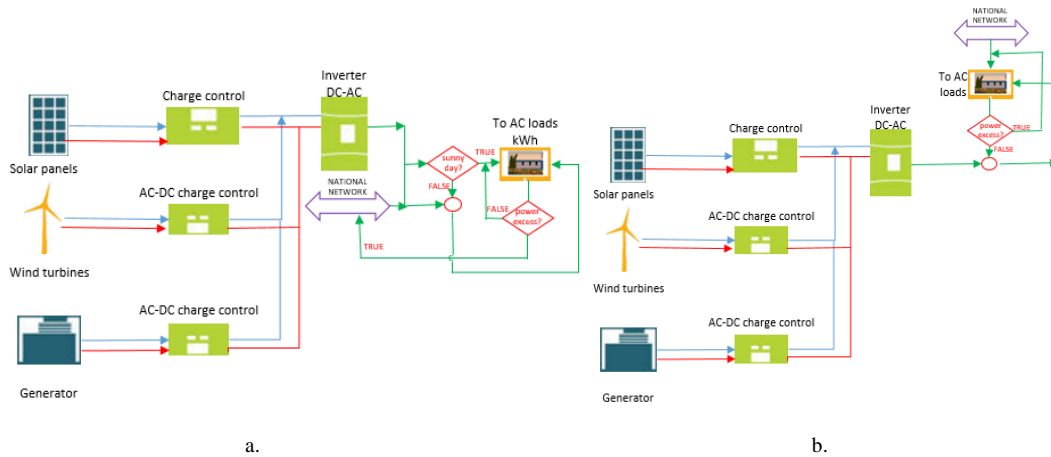 Inverter
DC-AC
Charge control
To AC loads
kWh
sunny
day?
TRUE
Solar panels
FALSE
NATIONAL
NETWORK
AC-DC charge control
FALSE
power
excess?
TRUE
Wind turbines
AC-DC charge control
Generator
a.
NATIONAL
NETWORK
To AC
loads
Inverter
DC-AC
power
excess?
TRUE
Charge control
FALSE
Solar panels
AC-DC charge control
Wind turbines
AC-DC charge control
Generator
b.